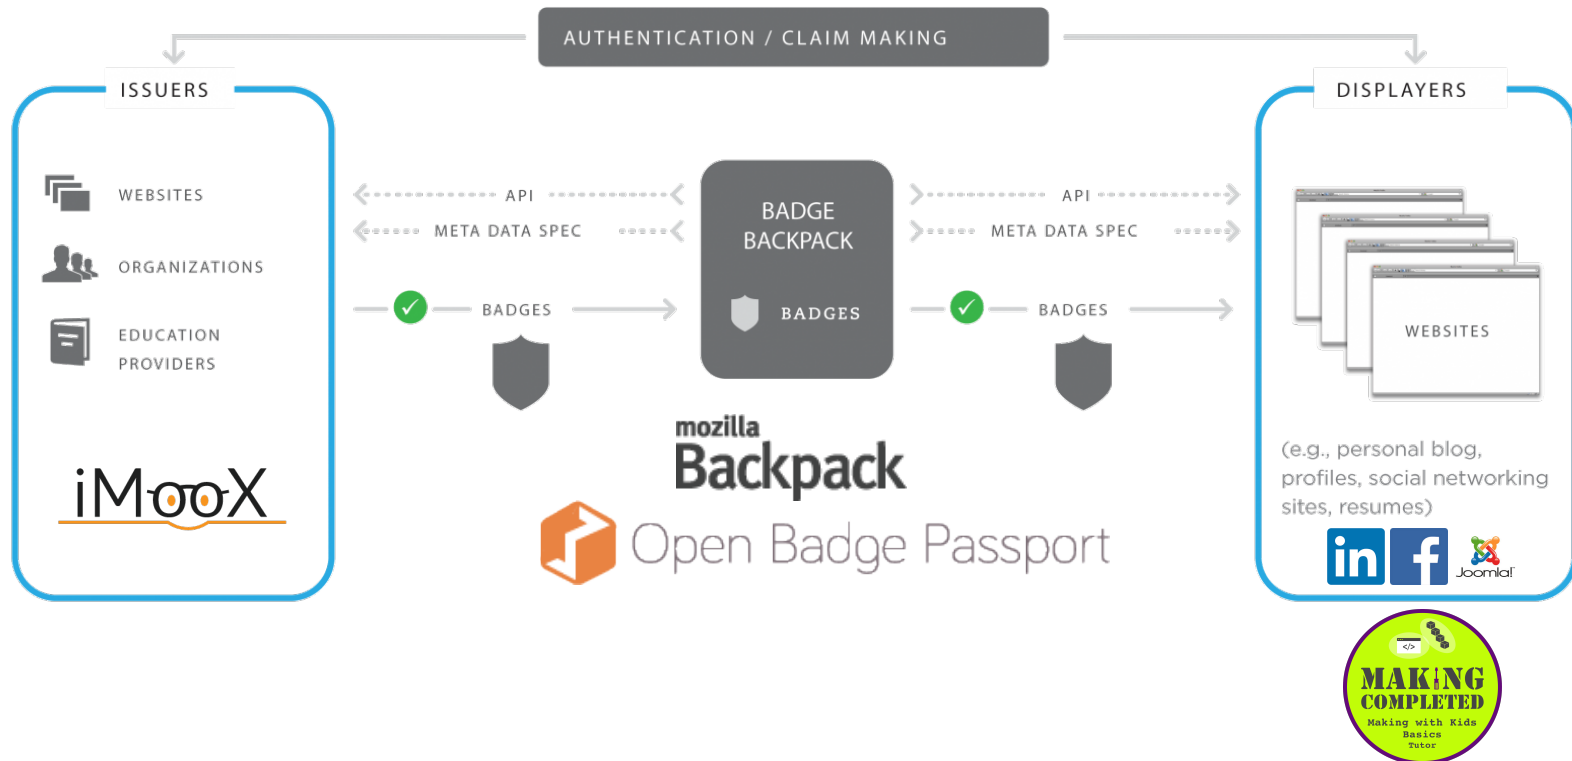 AUTHENTICATION / CLAIM MAKING
ISSUERS
WEBSITES
ORGANIZATIONS
EDUCATION
PROVIDERS
iMooX
API
META DATA SPEC
BADGES
BADGE
BACKPACK
BADGES
mozilla
Backpack
Open Badge Passport
API
META DATA SPEC
BADGES
DISPLAYERS
WEBSITES
(e.g., personal blog,
profiles, social networking
sites, resumes)
in
f
Joomla!
</>
MAKING
COMPLETED
Making with Kids
Basics
Tutor